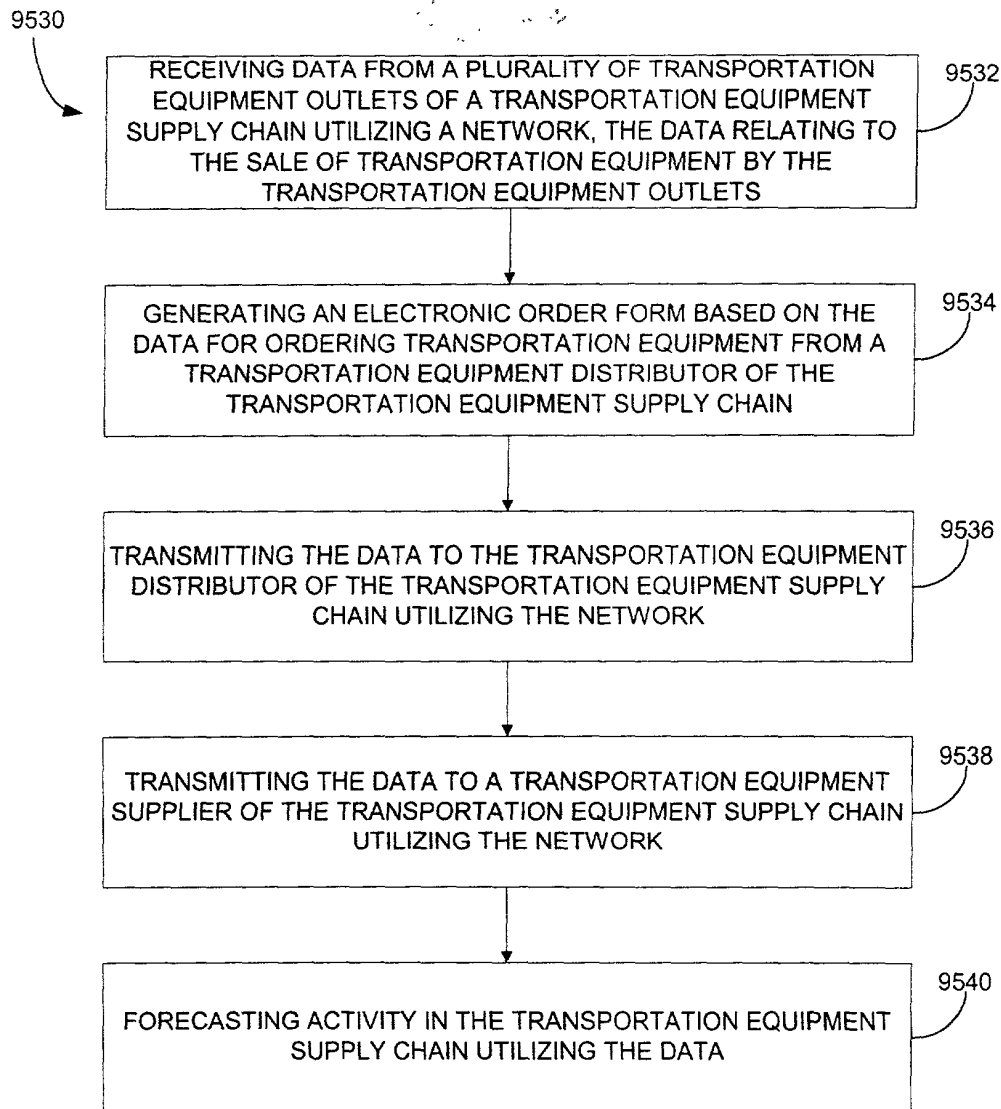 9530
RECEIVING DATA FROM A PLURALITY OF TRANSPORTATION
EQUIPMENT OUTLETS OF A TRANSPORTATION EQUIPMENT
SUPPLY CHAIN UTILIZING A NETWORK, THE DATA RELATING TO
THE SALE OF TRANSPORTATION EQUIPMENT BY THE
TRANSPORTATION EQUIPMENT OUTLETS
9532
GENERATING AN ELECTRONIC ORDER FORM BASED ON THE
DATA FOR ORDERING TRANSPORTATION EQUIPMENT FROM A
TRANSPORTATION EQUIPMENT DISTRIBUTOR OF THE
TRANSPORTATION EQUIPMENT SUPPLY CHAIN
9534
TRANSMITTING THE DATA TO THE TRANSPORTATION EQUIPMENT
DISTRIBUTOR OF THE TRANSPORTATION EQUIPMENT SUPPLY
CHAIN UTILIZING THE NETWORK
9536
TRANSMITTING THE DATA TO A TRANSPORTATION EQUIPMENT
SUPPLIER OF THE TRANSPORTATION EQUIPMENT SUPPLY CHAIN
UTILIZING THE NETWORK
9538
FORECASTING ACTIVITY IN THE TRANSPORTATION EQUIPMENT
SUPPLY CHAIN UTILIZING THE DATA
9540